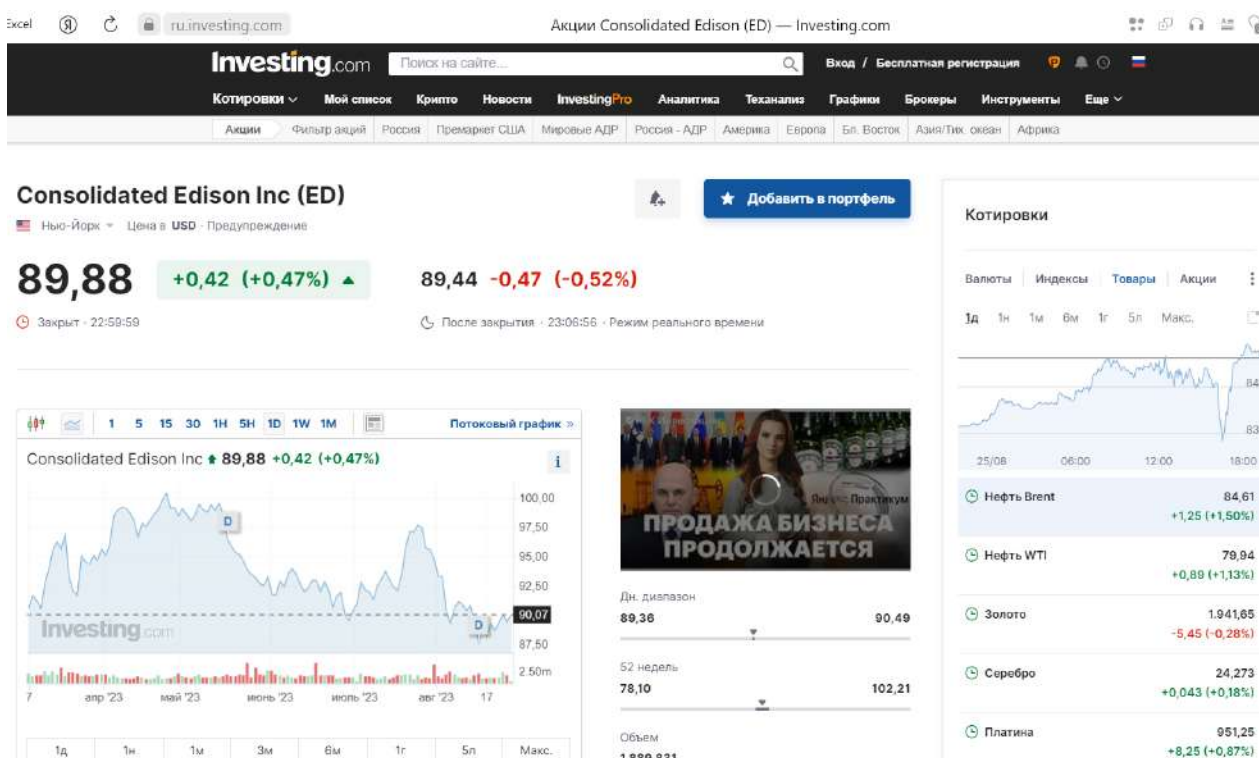 Excel
Я
ru.investing.com
Акции Consolidated Edison (ED) — Investing.com
Investing.com
Поиск на сайте...
Вход / Бесплатная регистрация
Котировки Мой список Крипто Новости InvestingPro Аналитика Теханализ Графики Брокеры Инструменты Еще
Акции Фильтр акций Россия Премаркет США Мировые АДР Россия - АДР Америка Европа Бл. Восток Азия/Тих. океан Африка
Consolidated Edison Inc (ED)
Добавить в портфель
Нью-Йорк Цена в USD · Предупреждение
89,88 +0,42 (+0,47%)
89,44 -0,47 (-0,52%)
Закрыт · 22:59:59
После закрытия · 23:06:56 · Режим реального времени
1 5 15 30 1H 5H 1D 1W 1M
Потоковый график »
Consolidated Edison Inc 89,88 +0,42 (+0,47%)
i
100,00
97,50
95,00
92,50
90,07
87,50
2.50m
D
D
Investing.com
7 апр '23 май '23 июнь '23 июль '23 авг '23 17
1д 1н 1м 3м 6м 1г 5л Макс.
Яндекс Практикум
ПРОДАЖА БИЗНЕСА
ПРОДОЛЖАЕТСЯ
Дн. диапазон
89,36 90,49
52 недель
78,10 102,21
Объем
1.889.831
Котировки
Валюты Индексы Товары Акции
1д 1н 1м 6м 1г 5л Макс.
84
83
25/08 06:00 12:00 18:00
Нефть Brent 84,61
+1,25 (+1,50%)
Нефть WTI 79,94
+0,89 (+1,13%)
Золото 1.941,65
-5,45 (-0,28%)
Серебро 24,273
+0,043 (+0,18%)
Платина 951,25
+8,25 (+0,87%)